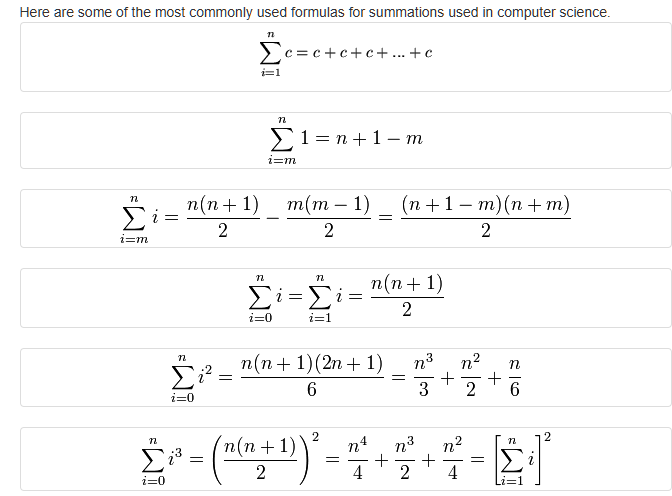 Here are some of the most commonly used formulas for summations used in computer science.
\sum_{i=1}^{n} c = c + c + c + ... + c
\sum_{i=m}^{n} 1 = n + 1 - m
\sum_{i=m}^{n} i = \frac{n(n+1)}{2} - \frac{m(m-1)}{2} = \frac{(n+1-m)(n+m)}{2}
\sum_{i=0}^{n} i = \sum_{i=1}^{n} i = \frac{n(n+1)}{2}
\sum_{i=0}^{n} i^2 = \frac{n(n+1)(2n+1)}{6} = \frac{n^3}{3} + \frac{n^2}{2} + \frac{n}{6}
\sum_{i=0}^{n} i^3 = \left(\frac{n(n+1)}{2}\right)^2 = \frac{n^4}{4} + \frac{n^3}{2} + \frac{n^2}{4} = \left[\sum_{i=1}^{n} i\right]^2